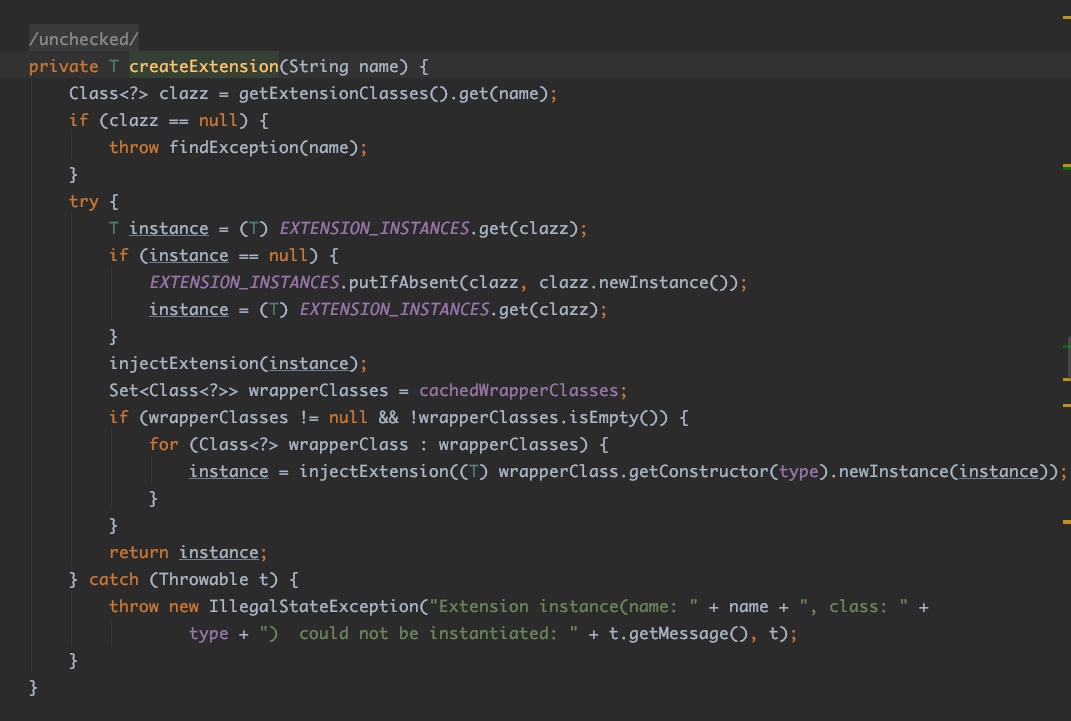 /unchecked/
private T createExtension(String name) {
    Class<?> clazz = getExtensionClasses().get(name);
    if (clazz == null) {
        throw findException(name);
    }
    try {
        T instance = (T) EXTENSION_INSTANCES.get(clazz);
        if (instance == null) {
            EXTENSION_INSTANCES.putIfAbsent(clazz, clazz.newInstance());
            instance = (T) EXTENSION_INSTANCES.get(clazz);
        }
        injectExtension(instance);
        Set<Class<?>> wrapperClasses = cachedWrapperClasses;
        if (wrapperClasses != null && !wrapperClasses.isEmpty()) {
            for (Class<?> wrapperClass : wrapperClasses) {
                instance = injectExtension((T) wrapperClass.getConstructor(type).newInstance(instance));
            }
        }
        return instance;
    } catch (Throwable t) {
        throw new IllegalStateException("Extension instance(name: " + name + ", class: " +
                type + ")  could not be instantiated: " + t.getMessage(), t);
    }
}